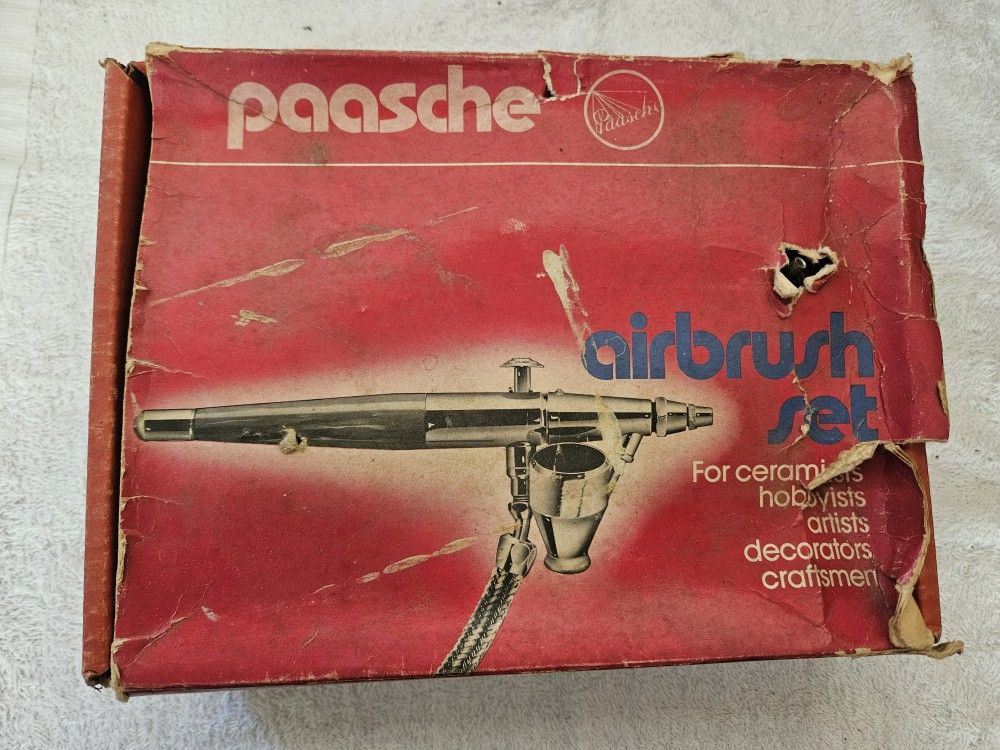 paasche
Paasche
airbrush
set
For ceramists
hobbyists
artists
decorators
craftsmen